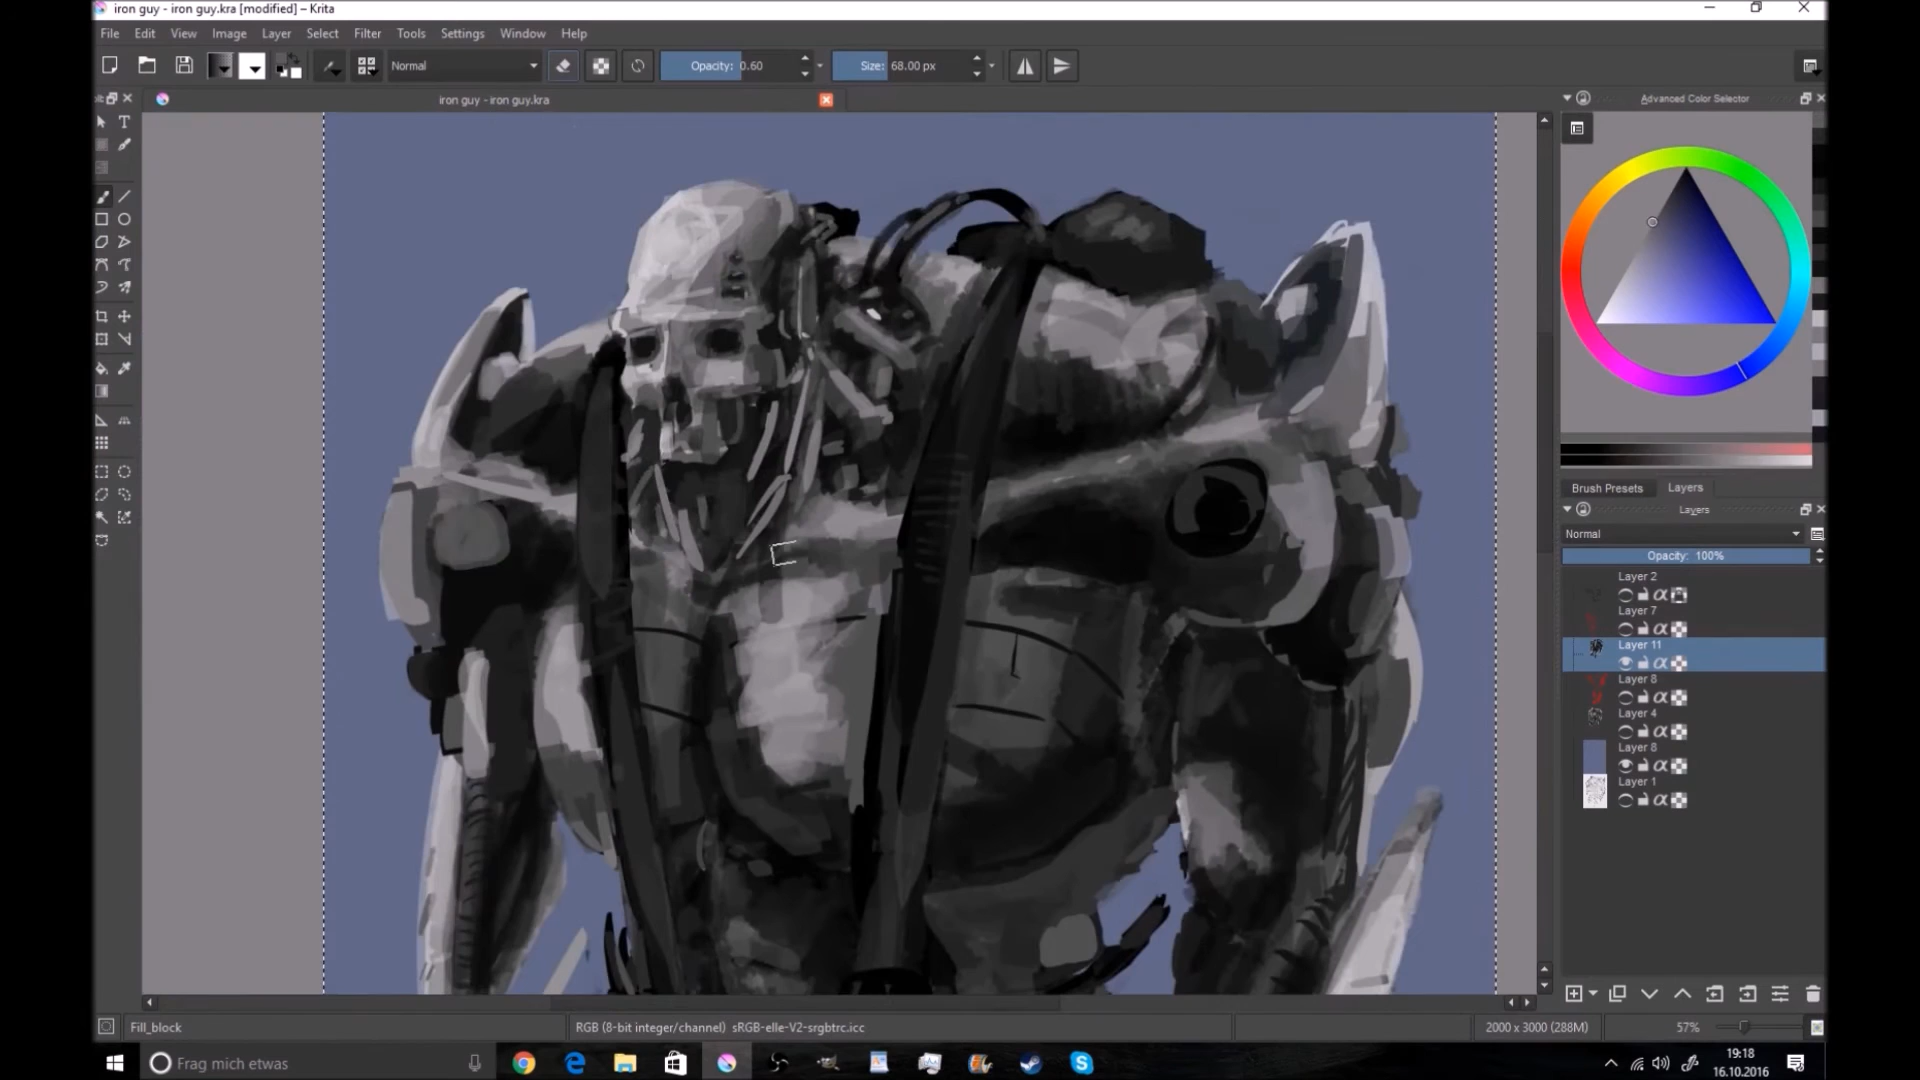 iron guy - iron guy.kra [modified] – Krita
File Edit View Image Layer Select Filter Tools Settings Window Help
Normal Opacity: 0.60 Size: 68.00 px
iron guy - iron guy.kra
Advanced Color Selector
Brush Presets Layers
Layers
Normal
Opacity: 100%
Layer 2
Layer 7
Layer 11
Layer 8
Layer 4
Layer 8
Layer 1
Fill_block RGB (8-bit integer/channel) sRGB-elle-V2-srgbtrc.icc 2000 x 3000 (288M) 57%
Frag mich etwas
19:18
16.10.2016